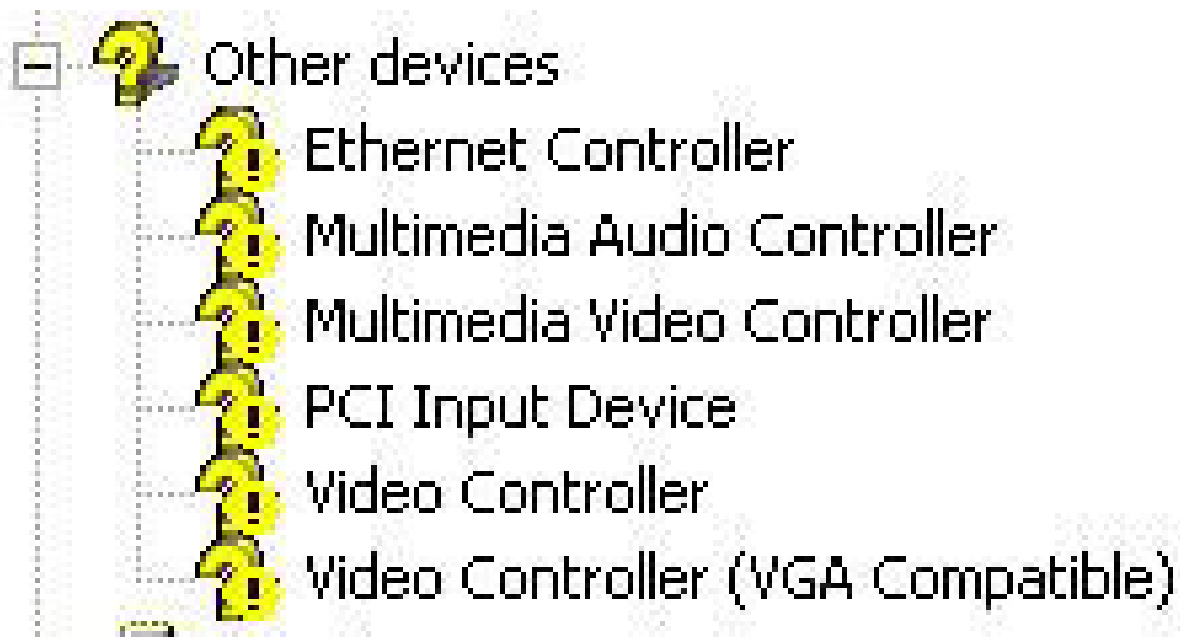 Other devices
Ethernet Controller
Multimedia Audio Controller
Multimedia Video Controller
PCI Input Device
Video Controller
Video Controller (VGA Compatible)